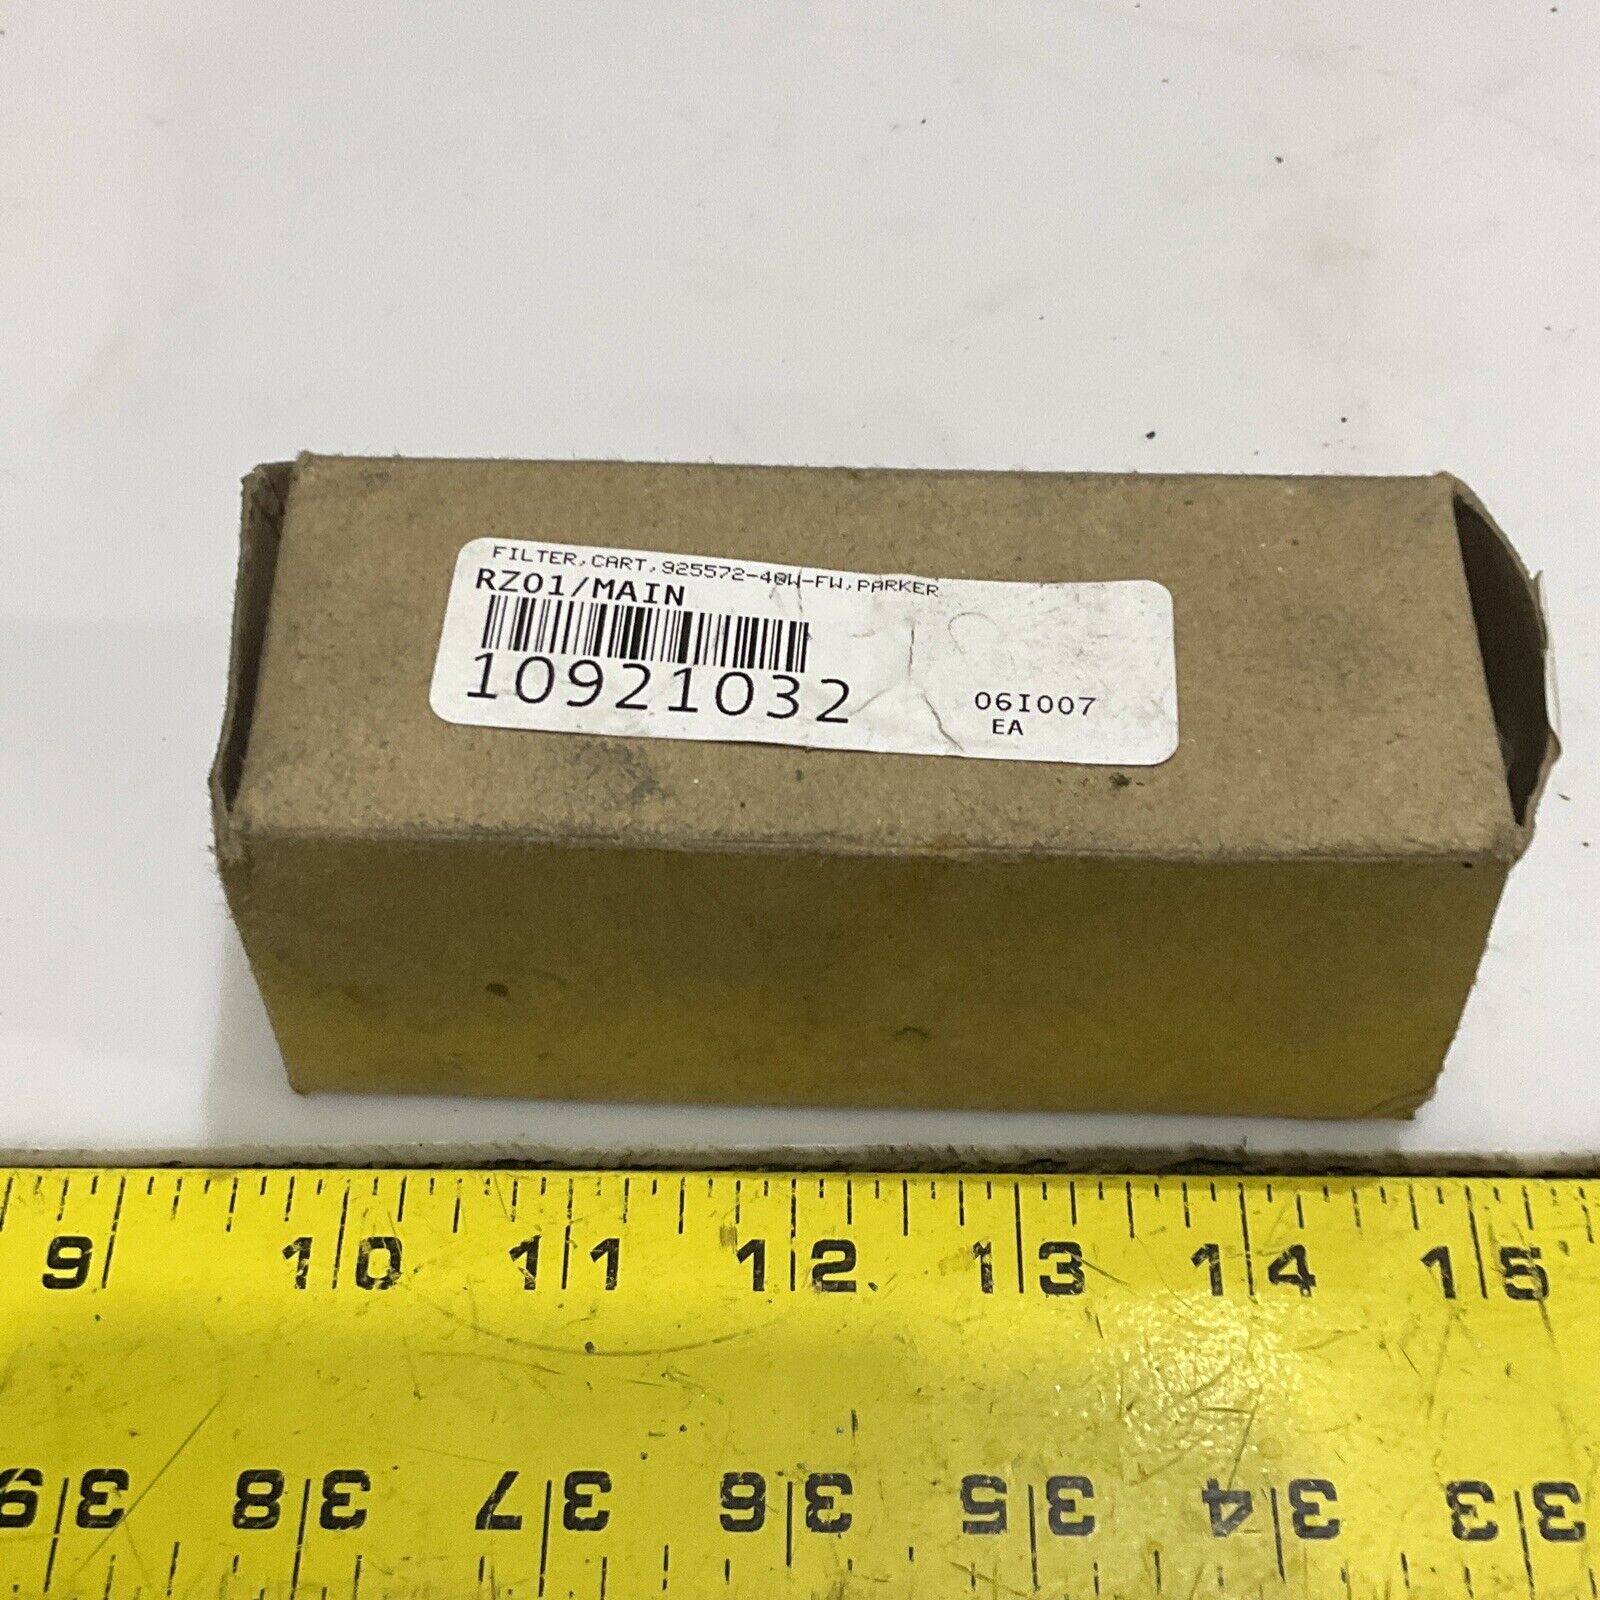 FILTER,CART,925572-40W-FW,PARKER
RZ01/MAIN
10921032
06I007
EA
9 10 11 12 13 14 15
39 38 37 36 35 34 33